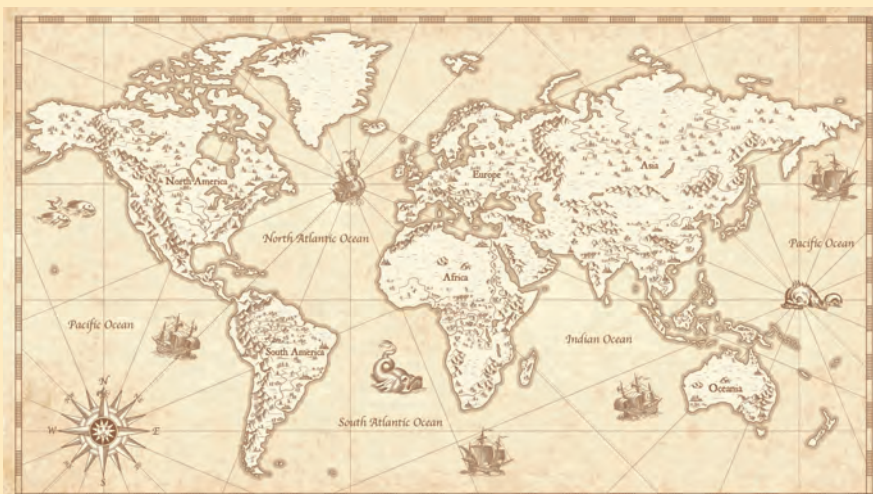 North America
Europe
Asia
North Atlantic Ocean
Pacific Ocean
Africa
Pacific Ocean
South America
Indian Ocean
Oceania
South Atlantic Ocean
N
W
E
S